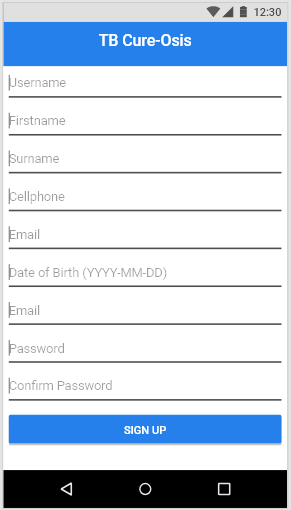 12:30
TB Cure-Osis
Username
Firstname
Surname
Cellphone
Email
Date of Birth (YYYY-MM-DD)
Email
Password
Confirm Password
SIGN UP